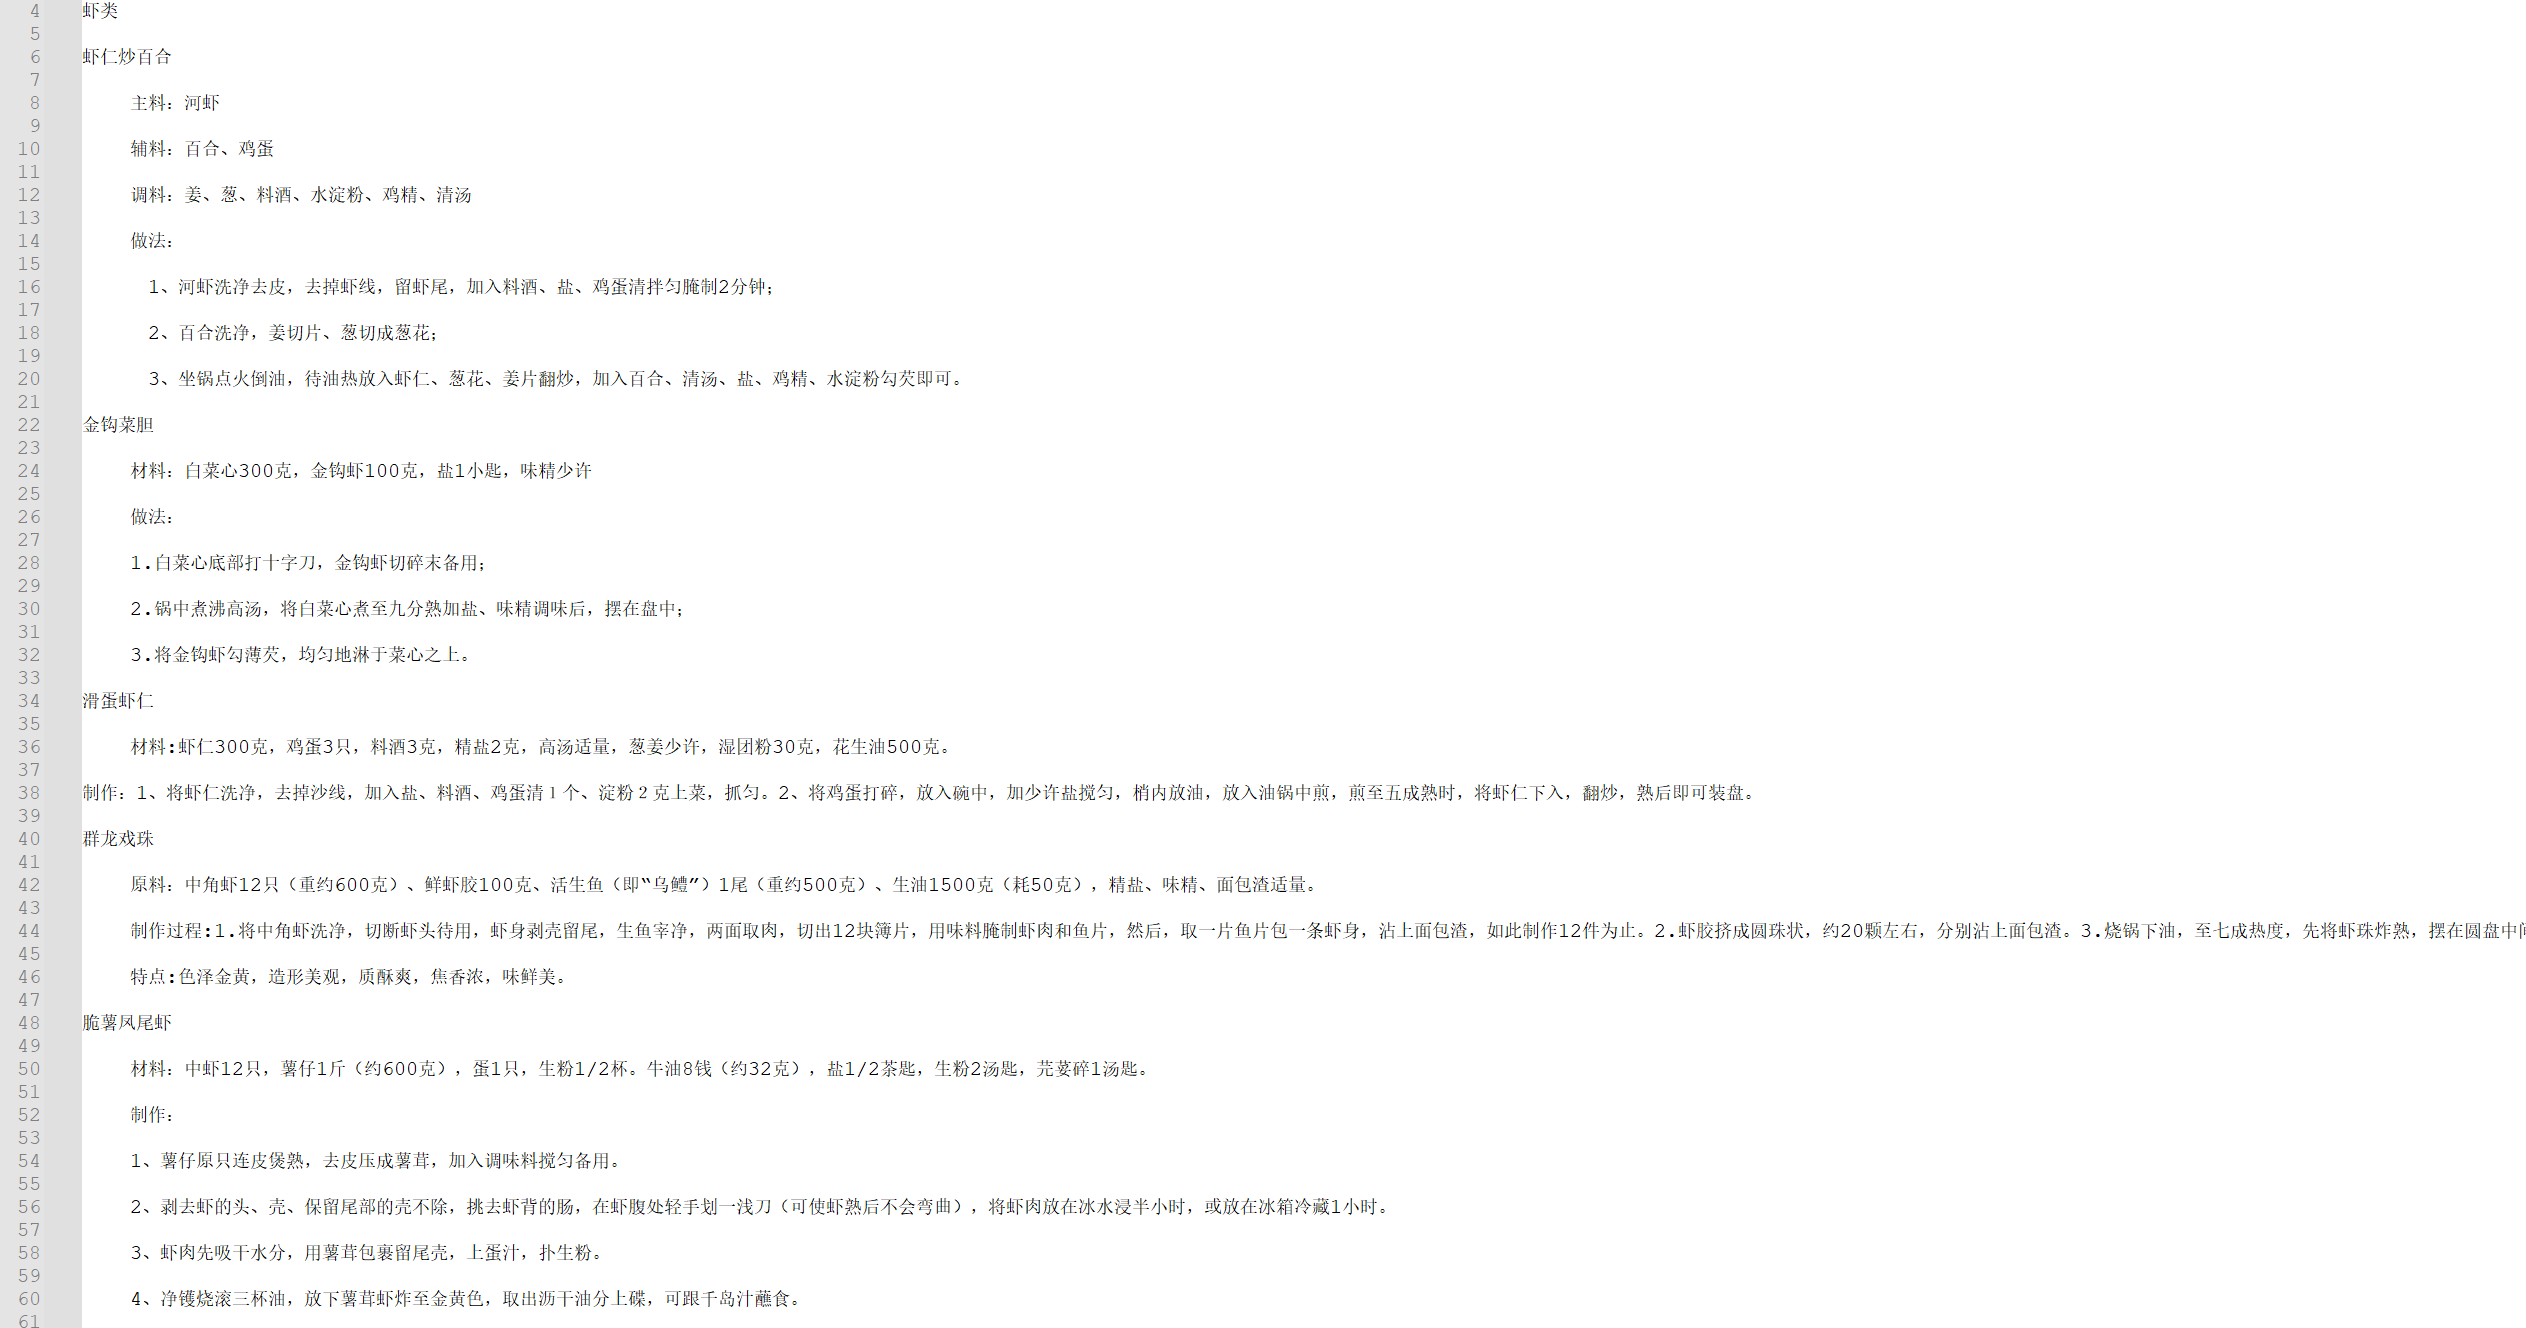 4 虾类
5
6 虾仁炒百合
7
8 主料：河虾
9
10 辅料：百合、鸡蛋
11
12 调料：姜、葱、料酒、水淀粉、鸡精、清汤
13
14 做法：
15
16 1、河虾洗净去皮，去掉虾线，留虾尾，加入料酒、盐、鸡蛋清拌匀腌制2分钟；
17
18 2、百合洗净，姜切片、葱切成葱花；
19
20 3、坐锅点火倒油，待油热放入虾仁、葱花、姜片翻炒，加入百合、清汤、盐、鸡精、水淀粉勾芡即可。
21
22 金钩菜胆
23
24 材料：白菜心300克，金钩虾100克，盐1小匙，味精少许
25
26 做法：
27
28 1.白菜心底部打十字刀，金钩虾切碎末备用；
29
30 2.锅中煮沸高汤，将白菜心煮至九分熟加盐、味精调味后，摆在盘中；
31
32 3.将金钩虾勾薄芡，均匀地淋于菜心之上。
33
34 滑蛋虾仁
35
36 材料:虾仁300克，鸡蛋3只，料酒3克，精盐2克，高汤适量，葱姜少许，湿团粉30克，花生油500克。
37
38 制作：1、将虾仁洗净，去掉沙线，加入盐、料酒、鸡蛋清１个、淀粉２克上菜，抓匀。2、将鸡蛋打碎，放入碗中，加少许盐搅匀，梢内放油，放入油锅中煎，煎至五成熟时，将虾仁下入，翻炒，熟后即可装盘。
39
40 群龙戏珠
41
42 原料：中角虾12只（重约600克）、鲜虾胶100克、活生鱼（即“乌鳢”）1尾（重约500克）、生油1500克（耗50克），精盐、味精、面包渣适量。
43
44 制作过程:1.将中角虾洗净，切断虾头待用，虾身剥壳留尾，生鱼宰净，两面取肉，切出12块簿片，用味料腌制虾肉和鱼片，然后，取一片鱼片包一条虾身，沾上面包渣，如此制作12件为止。2.虾胶挤成圆珠状，约20颗左右，分别沾上面包渣。3.烧锅下油，至七成热度，先将虾珠炸熟，摆在圆盘中
45
46 特点:色泽金黄，造形美观，质酥爽，焦香浓，味鲜美。
47
48 脆薯凤尾虾
49
50 材料：中虾12只，薯仔1斤（约600克），蛋1只，生粉1/2杯。牛油8钱（约32克），盐1/2茶匙，生粉2汤匙，芫荽碎1汤匙。
51
52 制作：
53
54 1、薯仔原只连皮煲熟，去皮压成薯茸，加入调味料搅匀备用。
55
56 2、剥去虾的头、壳、保留尾部的壳不除，挑去虾背的肠，在虾腹处轻手划一浅刀（可使虾熟后不会弯曲），将虾肉放在冰水浸半小时，或放在冰箱冷藏1小时。
57
58 3、虾肉先吸干水分，用薯茸包裹留尾壳，上蛋汁，扑生粉。
59
60 4、净镬烧滚三杯油，放下薯茸虾炸至金黄色，取出沥干油分上碟，可跟千岛汁蘸食。
61